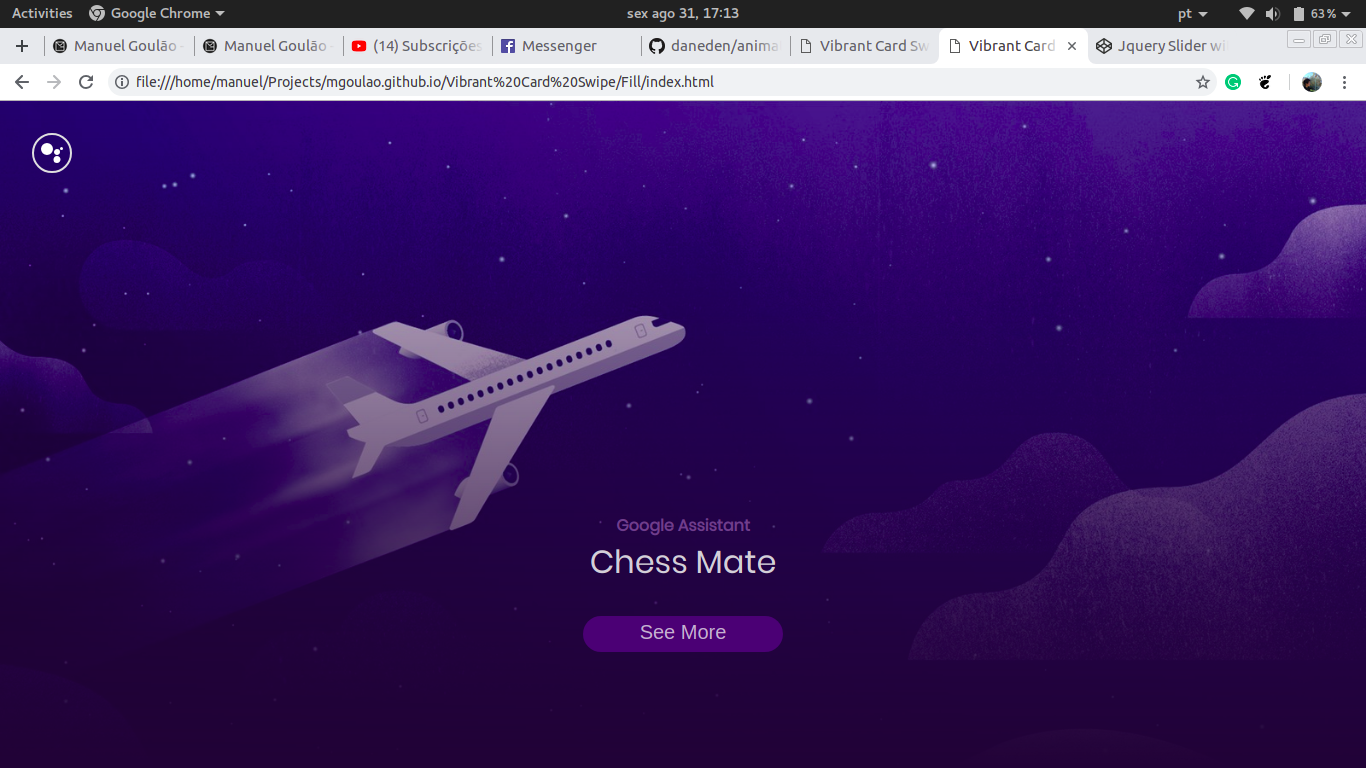 Activities Google Chrome sex ago 31, 17:13 pt 63%
Manuel Goulão - Manuel Goulão - (14) Subscrições Messenger daneden/anima Vibrant Card Sw Vibrant Card Jquery Slider wi
file:///home/manuel/Projects/mgoulao.github.io/Vibrant%20Card%20Swipe/Fill/index.html
Google Assistant
Chess Mate
See More